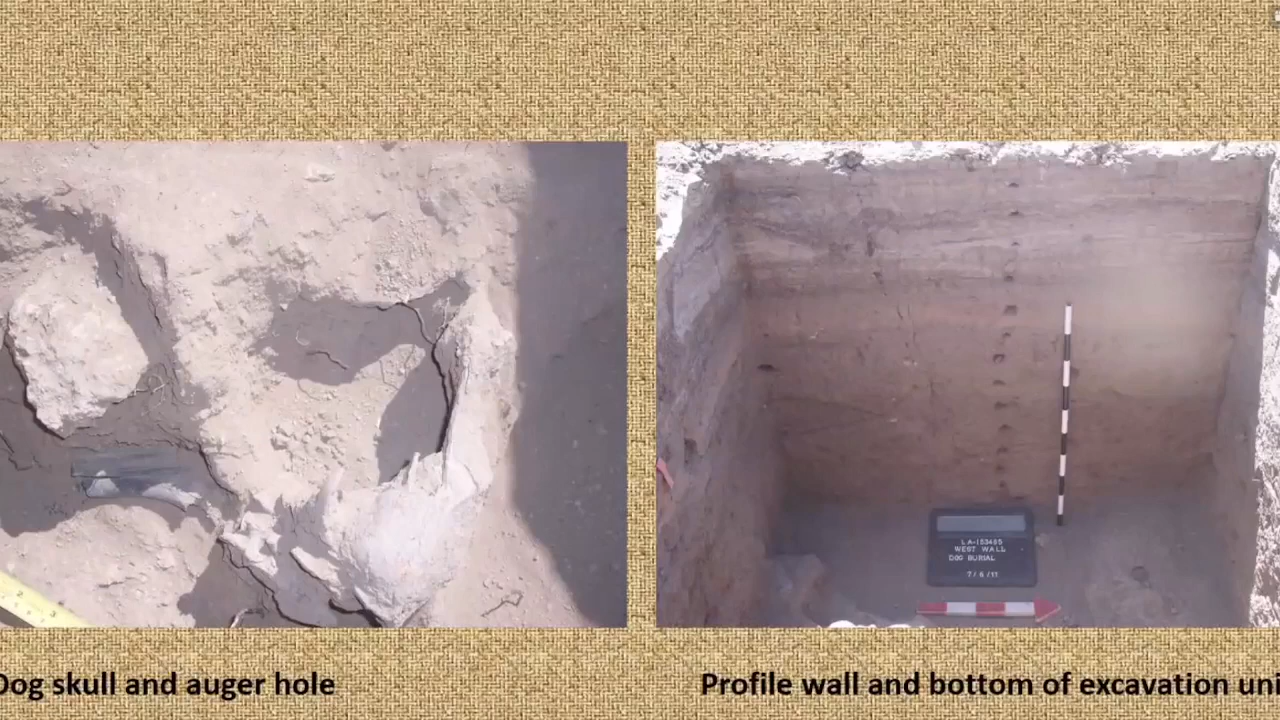 LA-153465
WEST WALL
DOG BURIAL
7/6/11
Dog skull and auger hole
Profile wall and bottom of excavation uni